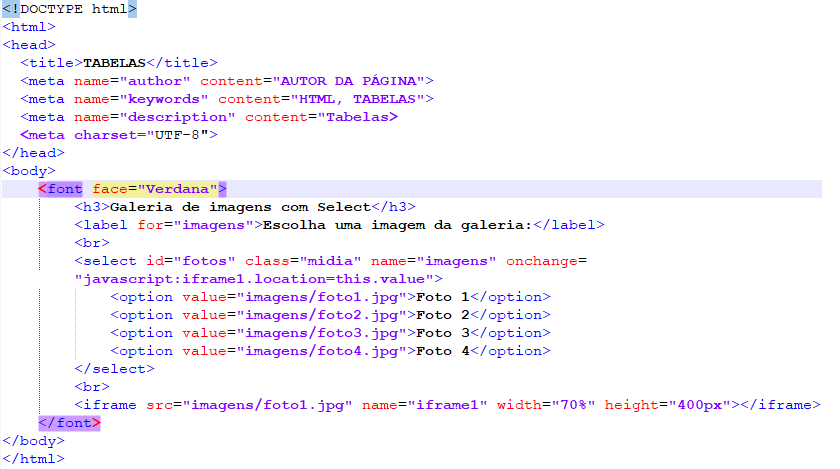 <!DOCTYPE html>
<html>
<head>
  <title>TABELAS</title>
  <meta name="author" content="AUTOR DA PÁGINA">
  <meta name="keywords" content="HTML, TABELAS">
  <meta name="description" content="Tabelas>
  <meta charset="UTF-8">
</head>
<body>
    <font face="Verdana">
        <h3>Galeria de imagens com Select</h3>
        <label for="imagens">Escolha uma imagem da galeria:</label>
        <br>
        <select id="fotos" class="midia" name="imagens" onchange=
        "javascript:iframe1.location=this.value">
            <option value="imagens/foto1.jpg">Foto 1</option>
            <option value="imagens/foto2.jpg">Foto 2</option>
            <option value="imagens/foto3.jpg">Foto 3</option>
            <option value="imagens/foto4.jpg">Foto 4</option>
        </select>
        <br>
        <iframe src="imagens/foto1.jpg" name="iframe1" width="70%" height="400px"></iframe>
    </font>
</body>
</html>